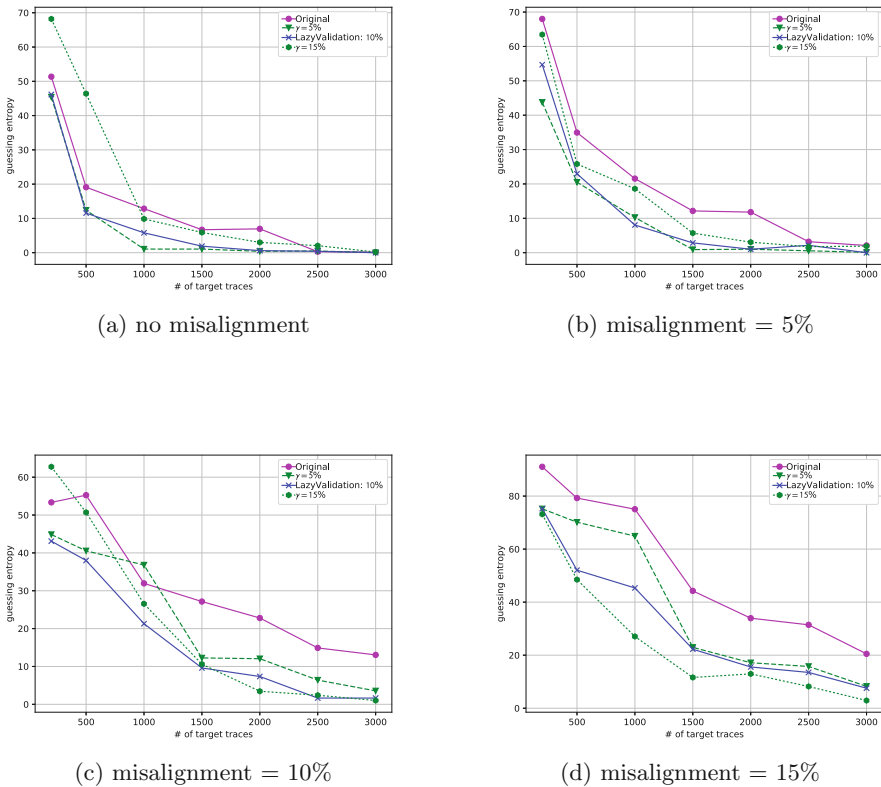 70
60
50
40
30
20
10
0
guessing entropy
500 1000 1500 2000 2500 3000
# of target traces
Original
γ=5%
LazyValidation: 10%
γ=15%
(a) no misalignment
70
60
50
40
30
20
10
0
guessing entropy
500 1000 1500 2000 2500 3000
# of target traces
Original
γ=5%
LazyValidation: 10%
γ=15%
(b) misalignment = 5%
60
50
40
30
20
10
0
guessing entropy
500 1000 1500 2000 2500 3000
# of target traces
Original
γ=5%
LazyValidation: 10%
γ=15%
(c) misalignment = 10%
80
60
40
20
0
guessing entropy
500 1000 1500 2000 2500 3000
# of target traces
Original
γ=5%
LazyValidation: 10%
γ=15%
(d) misalignment = 15%